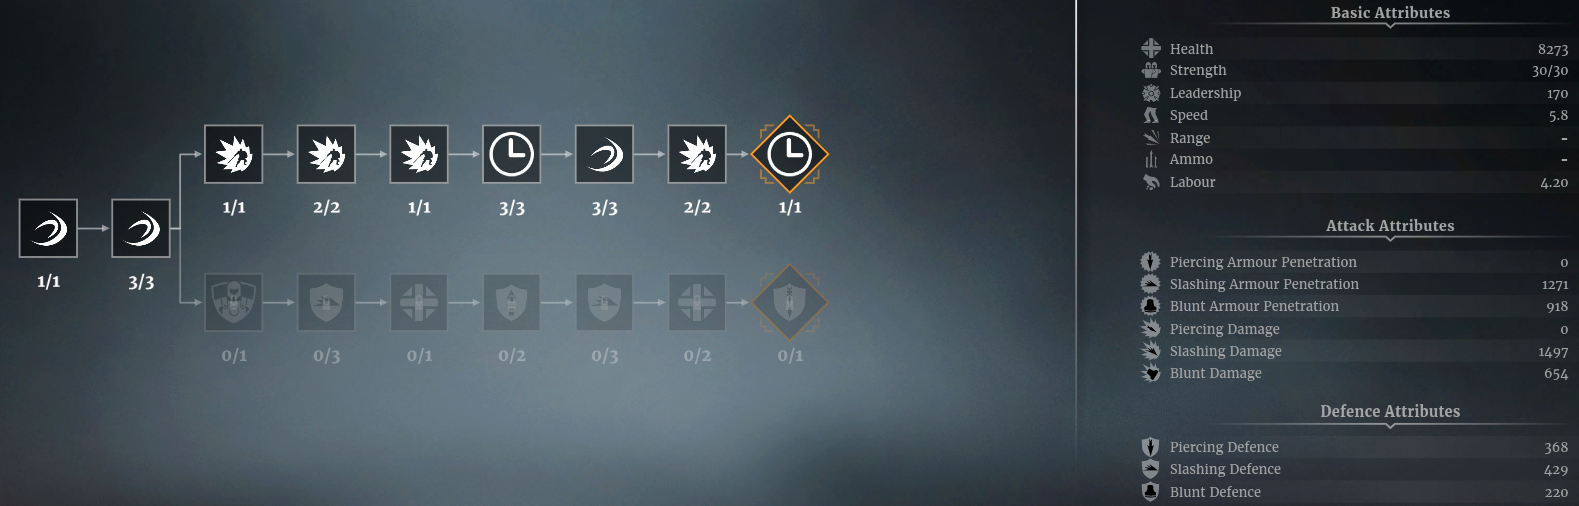 1/1
3/3
1/1
2/2
1/1
3/3
3/3
2/2
1/1
0/1
0/3
0/1
0/2
0/3
0/2
0/1
Basic Attributes
Health 8273
Strength 30/30
Leadership 170
Speed 5.8
Range -
Ammo -
Labour 4.20
Attack Attributes
Piercing Armour Penetration 0
Slashing Armour Penetration 1271
Blunt Armour Penetration 918
Piercing Damage 0
Slashing Damage 1497
Blunt Damage 654
Defence Attributes
Piercing Defence 368
Slashing Defence 429
Blunt Defence 220